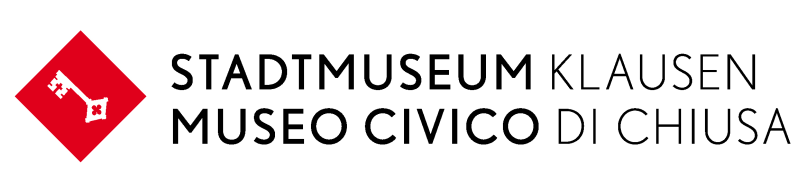 STADTMUSEUM KLAUSEN
MUSEO CIVICO DI CHIUSA